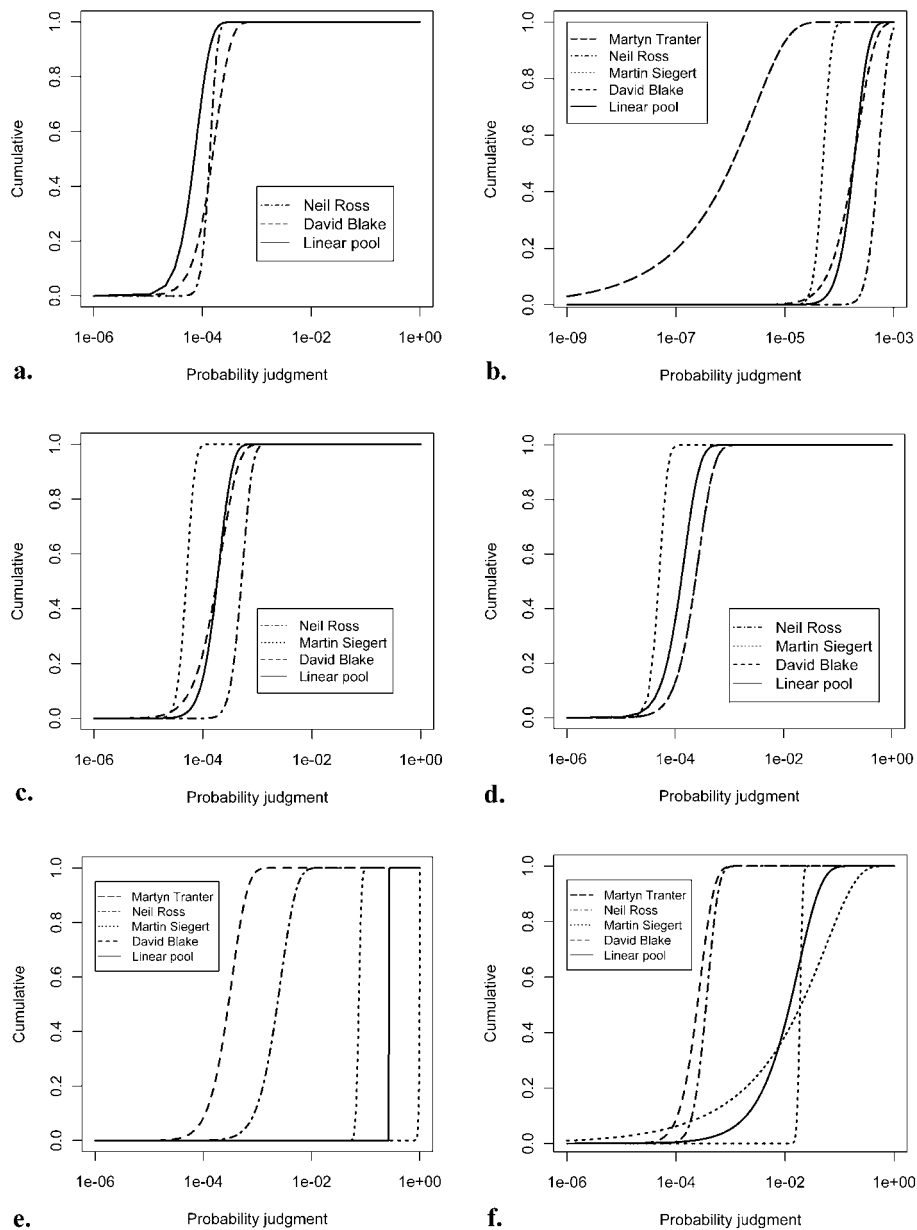 Cumulative
0.0 0.2 0.4 0.6 0.8 1.0
Neil Ross
David Blake
Linear pool
1e-06 1e-04 1e-02 1e+00
Probability judgment
a.
Cumulative
0.0 0.2 0.4 0.6 0.8 1.0
Martyn Tranter
Neil Ross
Martin Siegert
David Blake
Linear pool
1e-09 1e-07 1e-05 1e-03
Probability judgment
b.
Cumulative
0.0 0.2 0.4 0.6 0.8 1.0
Neil Ross
Martin Siegert
David Blake
Linear pool
1e-06 1e-04 1e-02 1e+00
Probability judgment
c.
Cumulative
0.0 0.2 0.4 0.6 0.8 1.0
Neil Ross
Martin Siegert
David Blake
Linear pool
1e-06 1e-04 1e-02 1e+00
Probability judgment
d.
Cumulative
0.0 0.2 0.4 0.6 0.8 1.0
Martyn Tranter
Neil Ross
Martin Siegert
David Blake
Linear pool
1e-06 1e-04 1e-02 1e+00
Probability judgment
e.
Cumulative
0.0 0.2 0.4 0.6 0.8 1.0
Martyn Tranter
Neil Ross
Martin Siegert
David Blake
Linear pool
1e-06 1e-04 1e-02 1e+00
Probability judgment
f.